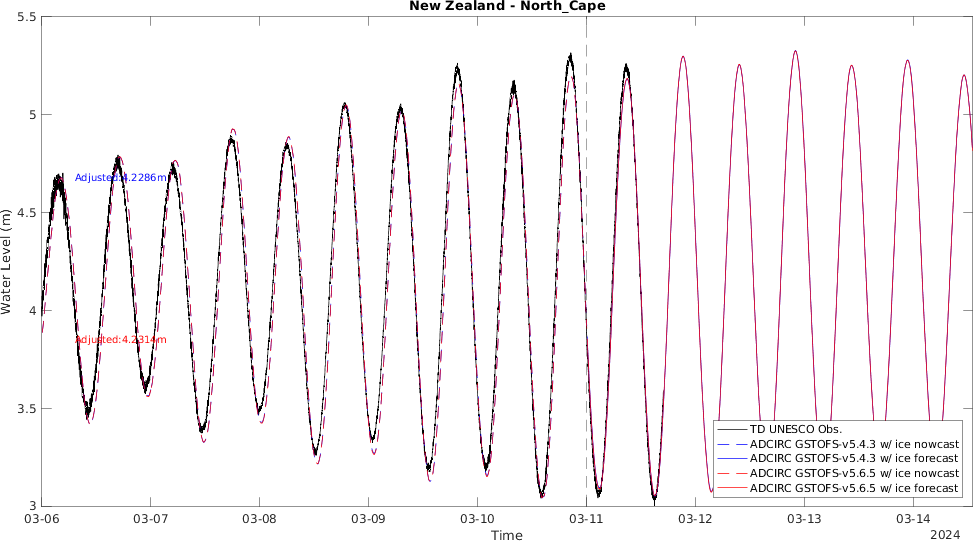 New Zealand - North_Cape
5.5
5
4.5
4
3.5
3
Water Level (m)
Adjusted:4.2286m
Adjusted:4.2314m
TD UNESCO Obs.
ADCIRC GSTOFS-v5.4.3 w/ ice nowcast
ADCIRC GSTOFS-v5.4.3 w/ ice forecast
ADCIRC GSTOFS-v5.6.5 w/ ice nowcast
ADCIRC GSTOFS-v5.6.5 w/ ice forecast
03-06 03-07 03-08 03-09 03-10 03-11 03-12 03-13 03-14
Time
2024